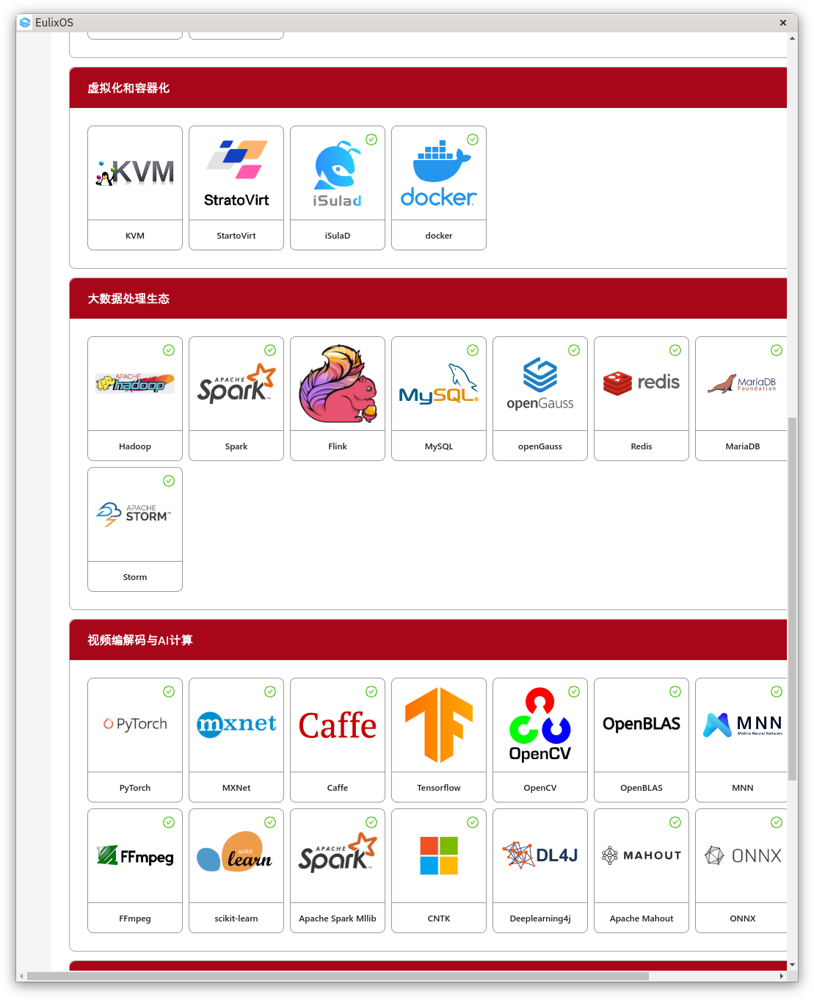 EulixOS
虚拟化和容器化
KVM
StratoVirt
iSulad
docker
KVM
StartoVirt
iSulaD
docker
大数据处理生态
APACHE hadoop
APACHE Spark™
MySQL®
openGauss
redis
MariaDB Foundation
Hadoop
Spark
Flink
MySQL
openGauss
Redis
MariaDB
APACHE STORM™
Storm
视频编解码与AI计算
PyTorch
mxnet
Caffe
TF
OpenCV
OpenBLAS
MNN Mobile Neural Network
PyTorch
MXNet
Caffe
Tensorflow
OpenCV
OpenBLAS
MNN
FFmpeg
scikit learn
APACHE Spark™
DL4J
MAHOUT
ONNX
FFmpeg
scikit-learn
Apache Spark Mllib
CNTK
Deeplearning4j
Apache Mahout
ONNX